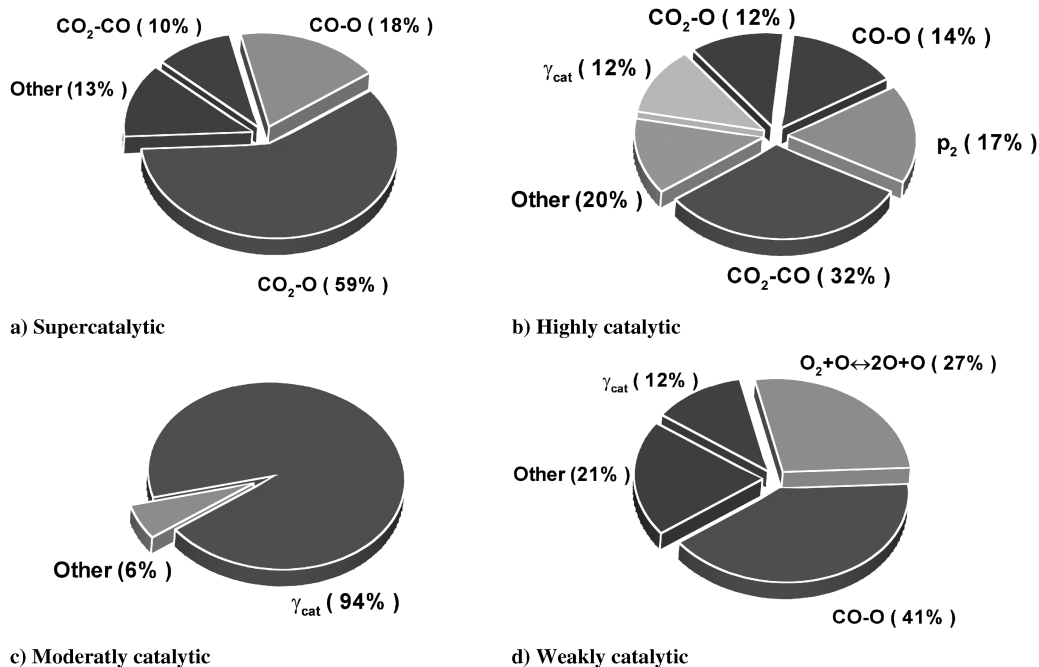 CO2-CO ( 10%)
CO-O ( 18%)
Other (13%)
CO2-O ( 59% )
a) Supercatalytic
CO2-O ( 12% )
CO-O ( 14% )
γcat ( 12%)
p2 ( 17% )
Other (20%)
CO2-CO ( 32% )
b) Highly catalytic
Other (6% )
γcat ( 94% )
c) Moderatly catalytic
O2+O↔2O+O ( 27%)
γcat ( 12% )
Other (21% )
CO-O ( 41% )
d) Weakly catalytic